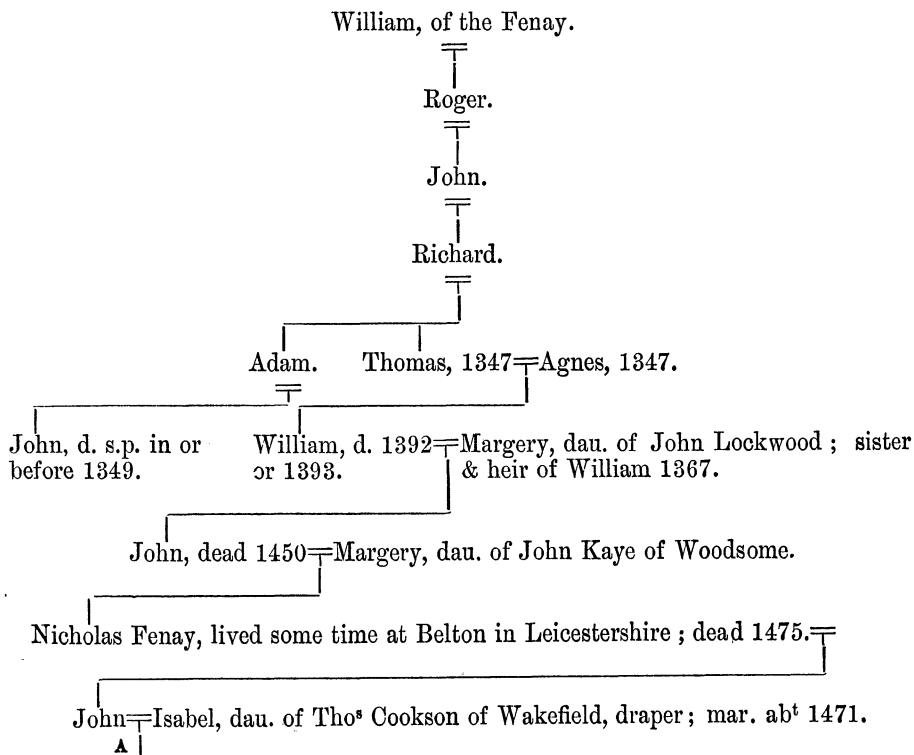 William, of the Fenay.
Roger.
John.
Richard.
Adam. Thomas, 1347 Agnes, 1347.
John, d. s.p. in or William, d. 1392 Margery, dau. of John Lockwood ; sister
before 1349. or 1393. & heir of William 1367.
John, dead 1450 Margery, dau. of John Kaye of Woodsome.
Nicholas Fenay, lived some time at Belton in Leicestershire ; dead 1475.
John Isabel, dau. of Thoˢ Cookson of Wakefield, draper ; mar. abᵗ 1471.
A